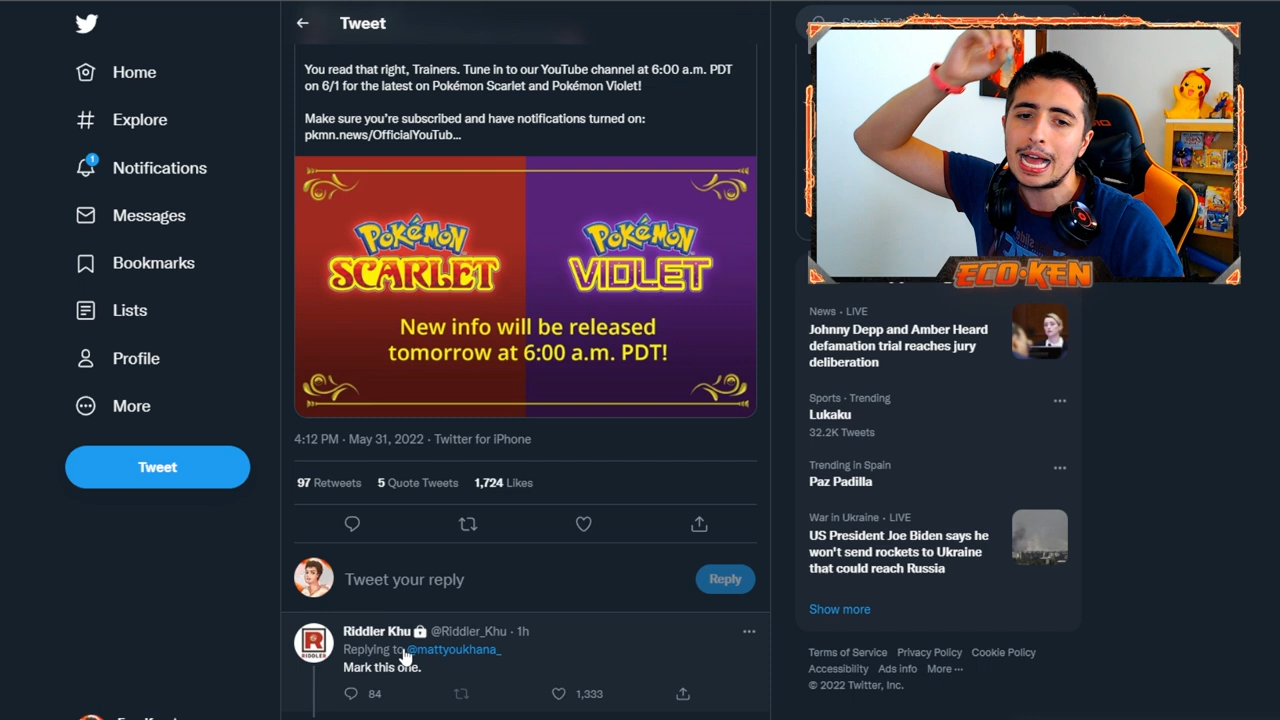 Home
Explore
1
Notifications
Messages
Bookmarks
Lists
Profile
More
Tweet
Tweet
You read that right, Trainers. Tune in to our YouTube channel at 6:00 a.m. PDT
on 6/1 for the latest on Pokémon Scarlet and Pokémon Violet!
Make sure you're subscribed and have notifications turned on:
pkmn.news/OfficialYouTub...
POKÉMON
SCARLET
POKÉMON
VIOLET
New info will be released
tomorrow at 6:00 a.m. PDT!
4:12 PM · May 31, 2022 · Twitter for iPhone
97 Retweets 5 Quote Tweets 1,724 Likes
Tweet your reply
Reply
Riddler Khu @Riddler_Khu · 1h
Replying to @mattyoukhana_
Mark this one.
84
1,333
R
RIDDLER
ECO·KEN
News · LIVE
Johnny Depp and Amber Heard
defamation trial reaches jury
deliberation
Sports · Trending
Lukaku
32.2K Tweets
Trending in Spain
Paz Padilla
War in Ukraine · LIVE
US President Joe Biden says he
won't send rockets to Ukraine
that could reach Russia
Show more
Terms of Service Privacy Policy Cookie Policy
Accessibility Ads info More ···
© 2022 Twitter, Inc.